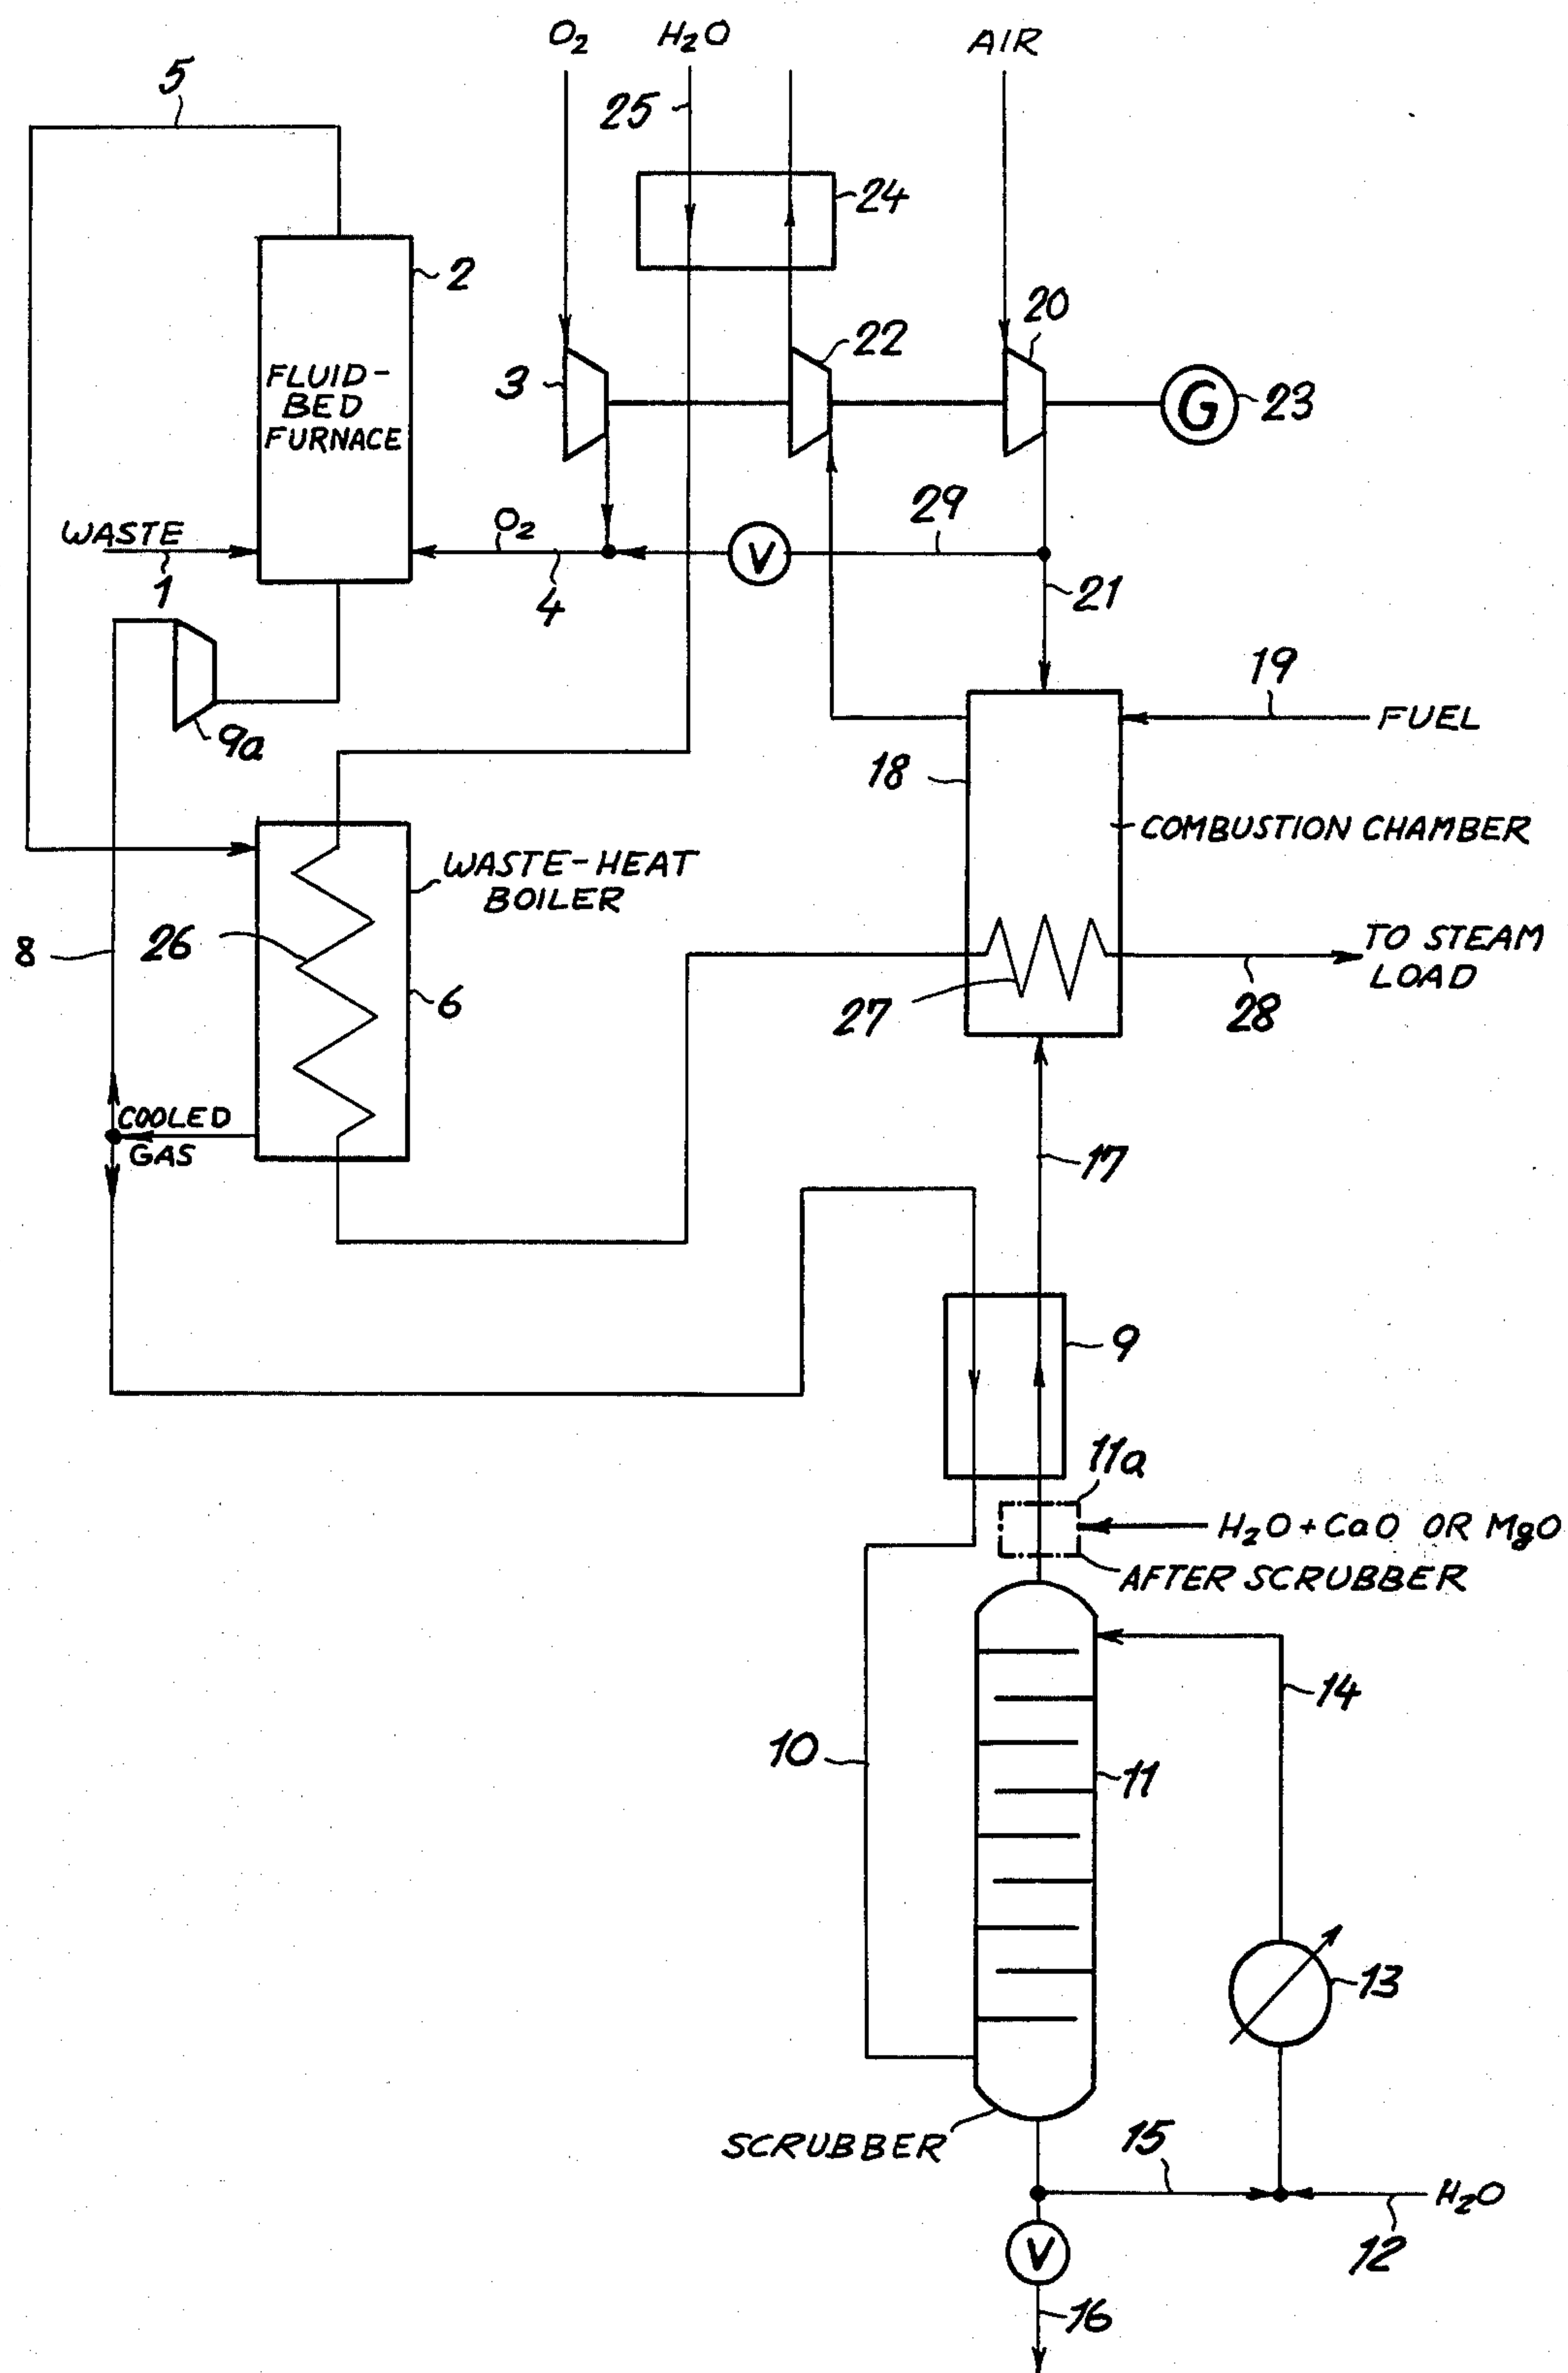 O₂
H₂O
AIR
5
25
24
2
20
22
FLUID-
BED
FURNACE
3
G
23
29
WASTE
O₂
V
1
4
21
19
FUEL
9a
18
COMBUSTION CHAMBER
WASTE-HEAT
BOILER
8
26
6
TO STEAM
LOAD
27
28
COOLED
GAS
17
9
11a
H₂O + CaO OR MgO
AFTER SCRUBBER
14
10
11
13
SCRUBBER
15
H₂O
12
V
16